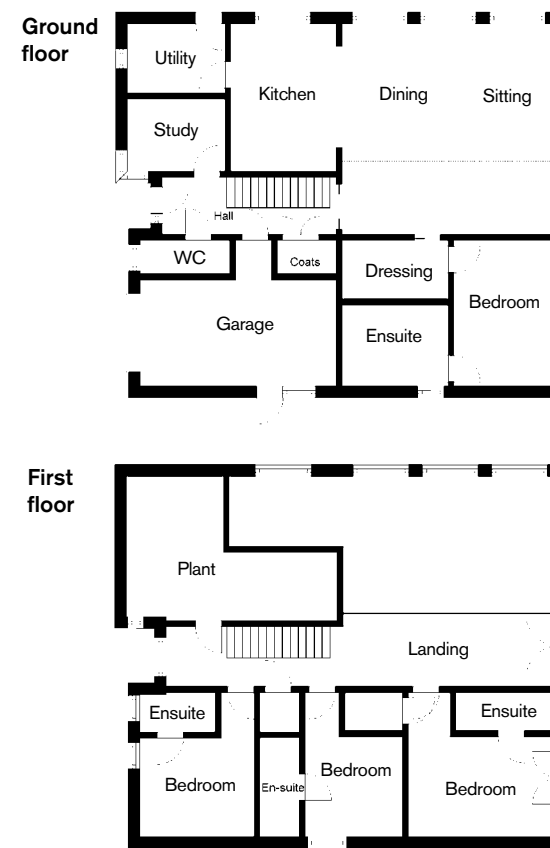 Ground
floor
Utility
Kitchen
Dining
Sitting
Study
Hall
WC
Coats
Dressing
Bedroom
Garage
Ensuite
First
floor
Plant
Landing
Ensuite
Ensuite
Bedroom
En-suite
Bedroom
Bedroom